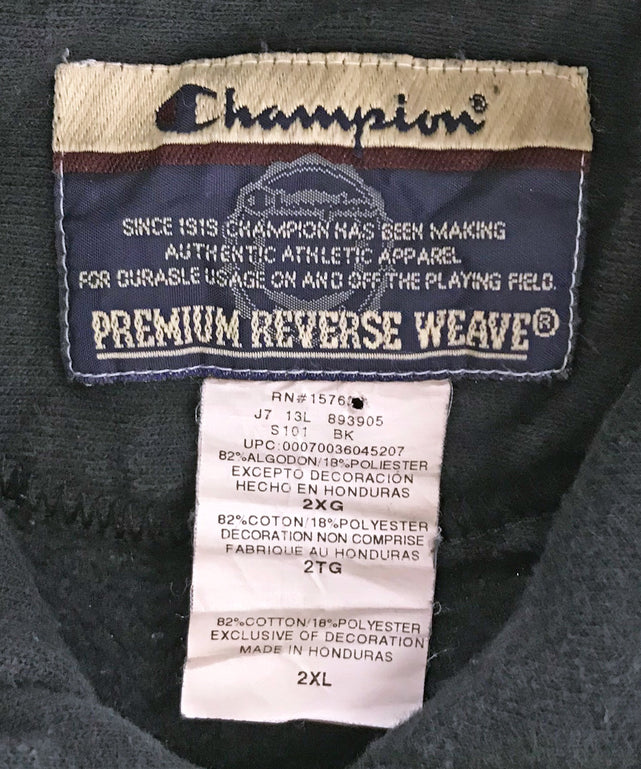 Champion®
SINCE 1919 CHAMPION HAS BEEN MAKING
AUTHENTIC ATHLETIC APPAREL
FOR DURABLE USAGE ON AND OFF THE PLAYING FIELD.
PREMIUM REVERSE WEAVE®
J7 13L 893905
S101 BK
UPC:00070036045207
82%ALGODON/18%POLIESTER
EXCEPTO DECORACIÓN
HECHO EN HONDURAS
2XG
82%COTON/18%POLYESTER
DECORATION NON COMPRISE
FABRIQUE AU HONDURAS
2TG
82%COTTON/18%POLYESTER
EXCLUSIVE OF DECORATION
MADE IN HONDURAS
2XL